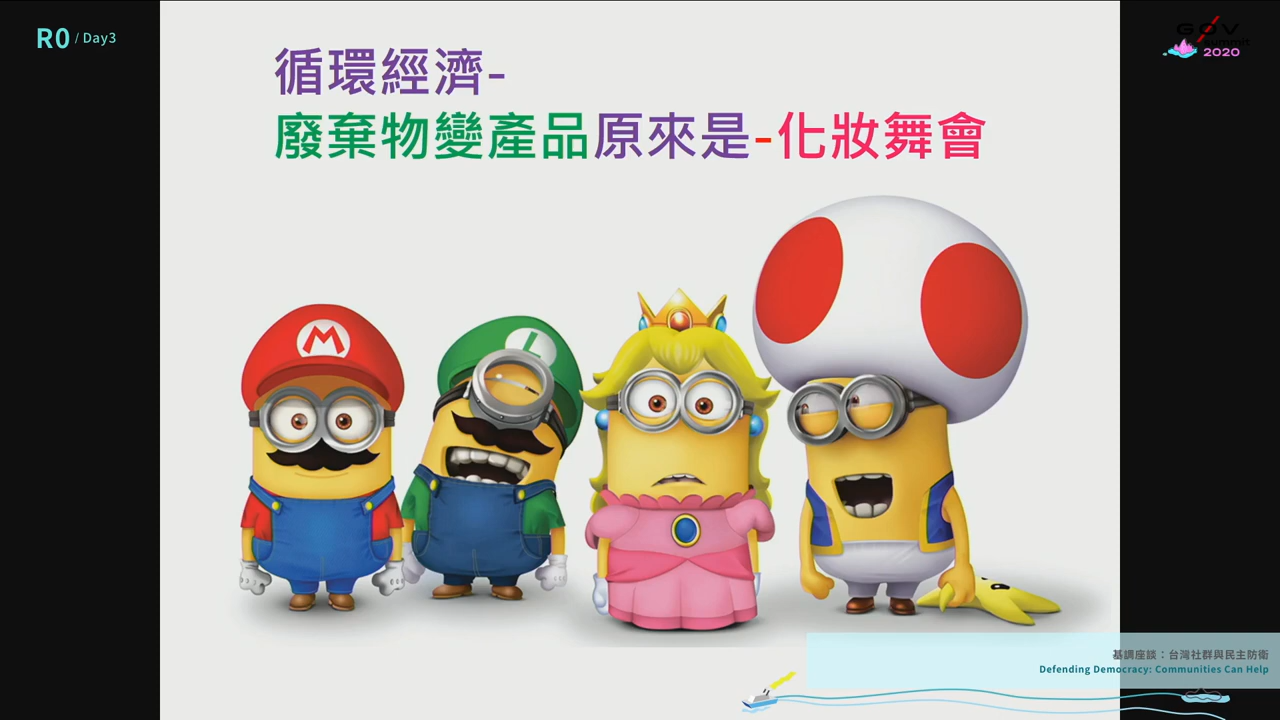 R0 / Day3
GOV
summit
2020
循環經濟-
廢棄物變產品原來是-化妝舞會
M
L
基調座談：台灣社群與民主防衛
Defending Democracy: Communities Can Help